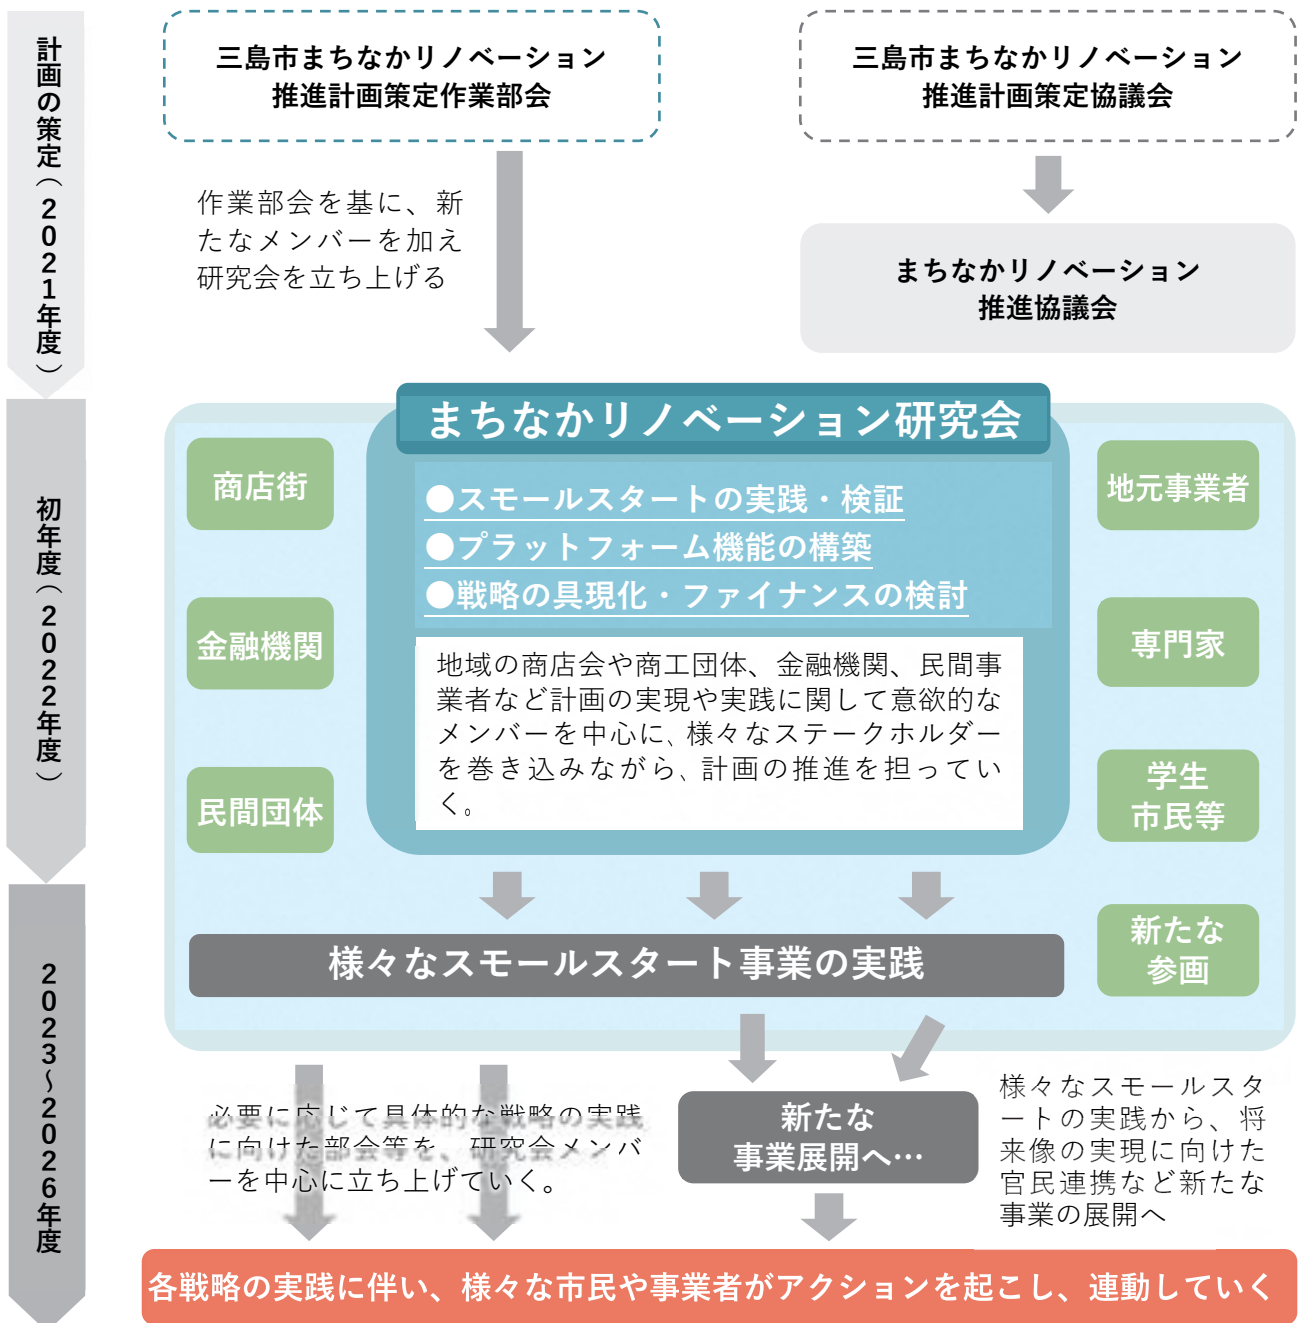 計画の策定（2021年度）
三島市まちなかリノベーション
推進計画策定作業部会
三島市まちなかリノベーション
推進計画策定協議会
作業部会を基に、新
たなメンバーを加え
研究会を立ち上げる
まちなかリノベーション
推進協議会
初年度（2022年度）
まちなかリノベーション研究会
●スモールスタートの実践・検証
●プラットフォーム機能の構築
●戦略の具現化・ファイナンスの検討
地域の商店会や商工団体、金融機関、民間事
業者など計画の実現や実践に関して意欲的な
メンバーを中心に、様々なステークホルダー
を巻き込みながら、計画の推進を担ってい
く。
商店街
金融機関
民間団体
地元事業者
専門家
学生
市民等
新たな
参画
様々なスモールスタート事業の実践
2023～2026年度
必要に応じて具体的な戦略の実践
に向けた部会等を、研究会メンバ
ーを中心に立ち上げていく。
新たな
事業展開へ…
様々なスモールスタ
ートの実践から、将
来像の実現に向けた
官民連携など新たな
事業の展開へ
各戦略の実践に伴い、様々な市民や事業者がアクションを起こし、連動していく